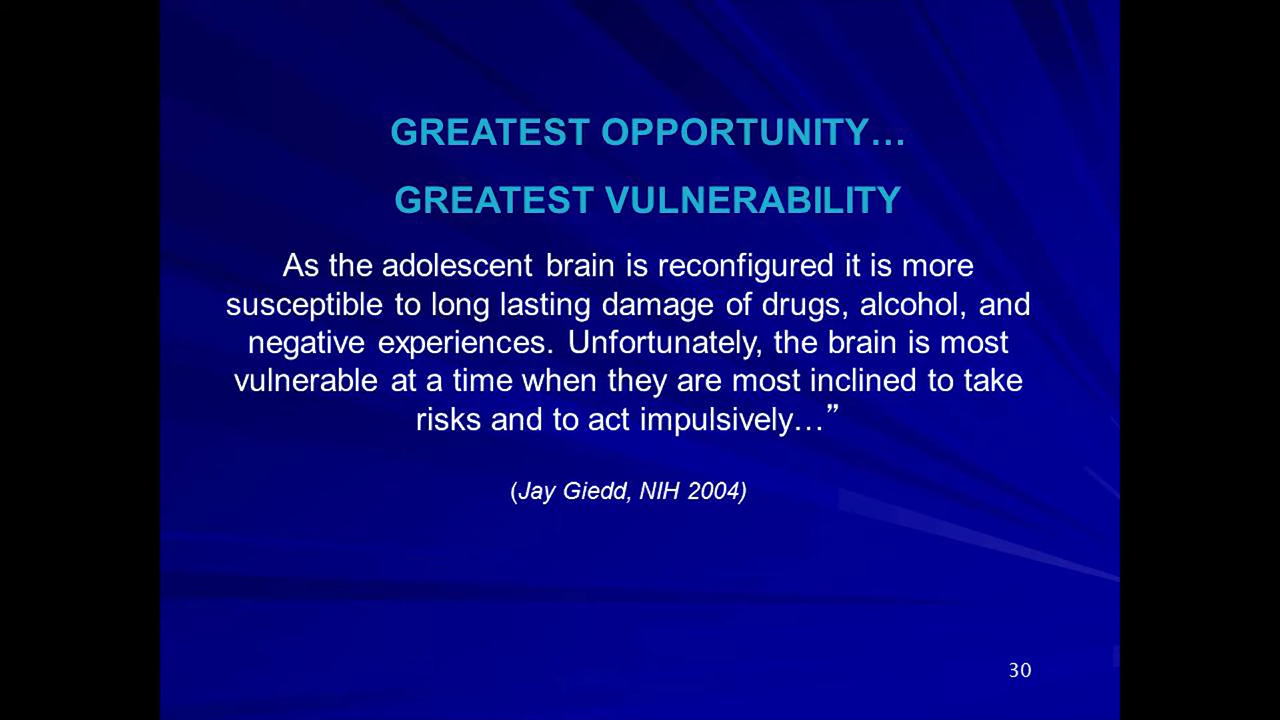 GREATEST OPPORTUNITY…
GREATEST VULNERABILITY
As the adolescent brain is reconfigured it is more
susceptible to long lasting damage of drugs, alcohol, and
negative experiences.  Unfortunately, the brain is most
vulnerable at a time when they are most inclined to take
risks and to act impulsively…”
(Jay Giedd, NIH 2004)
30